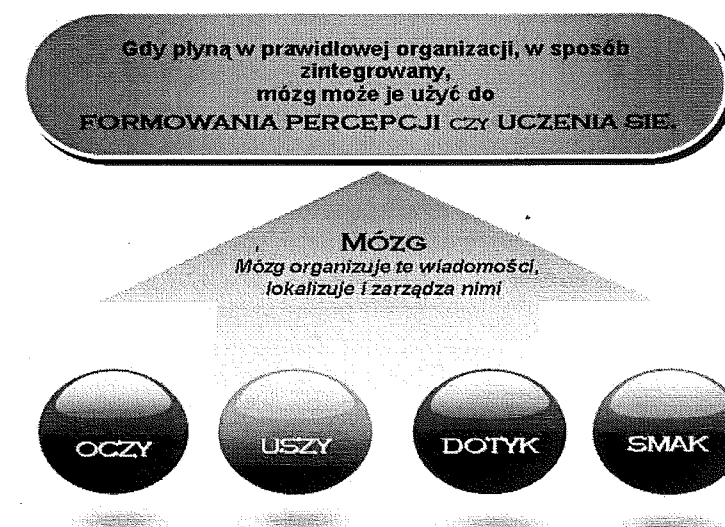 Gdy płyną w prawidłowej organizacji, w sposób
zintegrowany,
mózg może je użyć do
FORMOWANIA PERCEPCJI CZY UCZENIA SIE.
MÓZG
Mózg organizuje te wiadomości,
lokalizuje i zarządza nimi
OCZY
USZY
DOTYK
SMAK